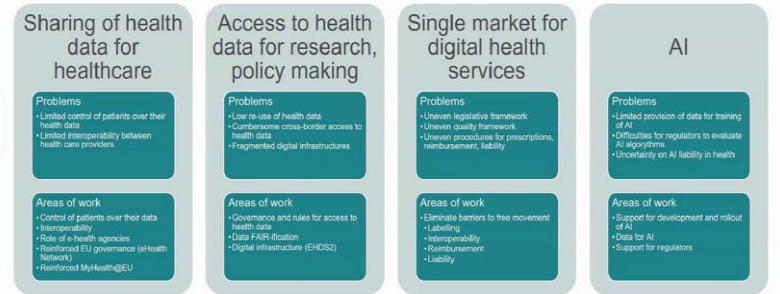 Sharing of health
data for
healthcare
Problems
• Limited control of patients over their
health data
• Limited interoperability between
health care providers
Areas of work
• Control of patients over their data
• Interoperability
• Role of e-health agencies
• Reinforced EU governance (eHealth
Network)
• Reinforced MyHealth@EU
Access to health
data for research,
policy making
Problems
• Low re-use of health data
• Cumbersome cross-border access to
health data
• Fragmented digital infrastructures
Areas of work
• Governance and rules for access to
health data
• Data FAIR-ification
• Digital infrastructure (EHDS2)
Single market for
digital health
services
Problems
• Uneven legislative framework
• Uneven quality framework
• Uneven procedures for prescriptions,
reimbursement, liability
Areas of work
• Eliminate barriers to free movement
• Labelling
• Interoperability
• Reimbursement
• Liability
AI
Problems
• Limited provision of data for training
of AI
• Difficulties for regulators to evaluate
AI algorithms
• Uncertainty on AI liability in health
Areas of work
• Support for development and rollout
of AI
• Data for AI
• Support for regulators